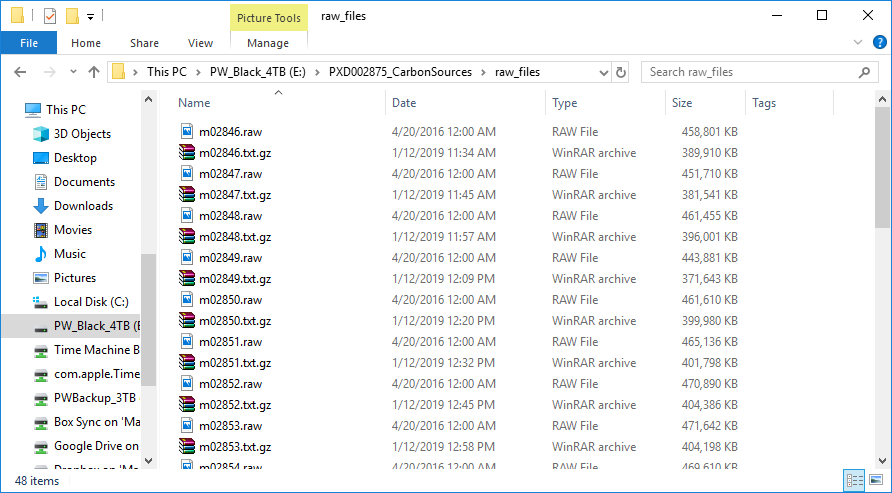 Picture Tools raw_files
File Home Share View Manage
This PC PW_Black_4TB (E:) PXD002875_CarbonSources raw_files Search raw_files
This PC
3D Objects
Desktop
Documents
Downloads
Movies
Music
Pictures
Local Disk (C:)
PW_Black_4TB (E
Time Machine B
com.apple.Time
PWBackup_3TB (
Box Sync on 'Ma
Google Drive on
Dropbox on 'Ma
Name Date Type Size Tags
m02846.raw 4/20/2016 12:00 AM RAW File 458,801 KB
m02846.txt.gz 1/12/2019 11:34 AM WinRAR archive 389,910 KB
m02847.raw 4/20/2016 12:00 AM RAW File 451,710 KB
m02847.txt.gz 1/12/2019 11:45 AM WinRAR archive 381,541 KB
m02848.raw 4/20/2016 12:00 AM RAW File 461,455 KB
m02848.txt.gz 1/12/2019 11:57 AM WinRAR archive 396,001 KB
m02849.raw 4/20/2016 12:00 AM RAW File 443,881 KB
m02849.txt.gz 1/12/2019 12:09 PM WinRAR archive 371,643 KB
m02850.raw 4/20/2016 12:00 AM RAW File 461,610 KB
m02850.txt.gz 1/12/2019 12:20 PM WinRAR archive 399,980 KB
m02851.raw 4/20/2016 12:00 AM RAW File 465,136 KB
m02851.txt.gz 1/12/2019 12:32 PM WinRAR archive 401,798 KB
m02852.raw 4/20/2016 12:00 AM RAW File 470,890 KB
m02852.txt.gz 1/12/2019 12:45 PM WinRAR archive 404,386 KB
m02853.raw 4/20/2016 12:00 AM RAW File 471,642 KB
m02853.txt.gz 1/12/2019 12:58 PM WinRAR archive 404,198 KB
m02854.raw 4/20/2016 12:00 AM RAW File 469,610 KB
48 items